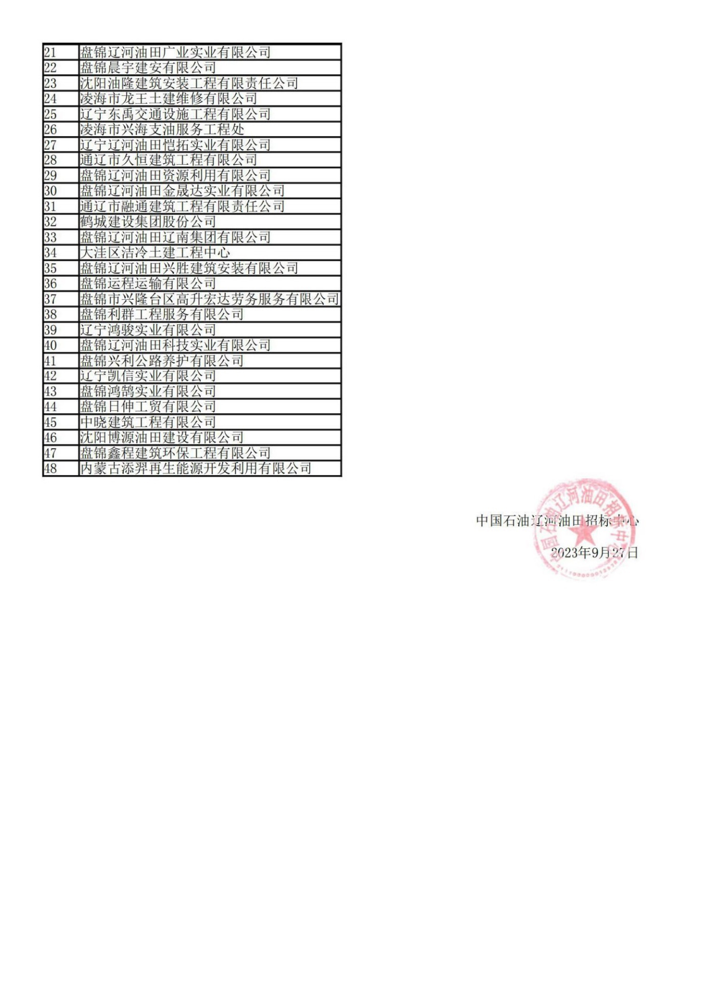 21 盘锦辽河油田广业实业有限公司
22 盘锦晨宇建安有限公司
23 沈阳油隆建筑安装工程有限责任公司
24 凌海市龙王土建维修有限公司
25 辽宁东禹交通设施工程有限公司
26 凌海市兴海支油服务工程处
27 辽宁辽河油田恺拓实业有限公司
28 通辽市久恒建筑工程有限公司
29 盘锦辽河油田资源利用有限公司
30 盘锦辽河油田金晟达实业有限公司
31 通辽市融通建筑工程有限责任公司
32 鹤城建设集团股份公司
33 盘锦辽河油田辽南集团有限公司
34 大洼区洁冷土建工程中心
35 盘锦辽河油田兴胜建筑安装有限公司
36 盘锦运程运输有限公司
37 盘锦市兴隆台区高升宏达劳务服务有限公司
38 盘锦利群工程服务有限公司
39 辽宁鸿骏实业有限公司
40 盘锦辽河油田科技实业有限公司
41 盘锦兴利公路养护有限公司
42 辽宁凯信实业有限公司
43 盘锦鸿鹄实业有限公司
44 盘锦日伸工贸有限公司
45 中晓建筑工程有限公司
46 沈阳博源油田建设有限公司
47 盘锦鑫程建筑环保工程有限公司
48 内蒙古添羿再生能源开发利用有限公司
中国石油辽河油田招标中心
2023年9月27日
中国石油辽河油田招标中心